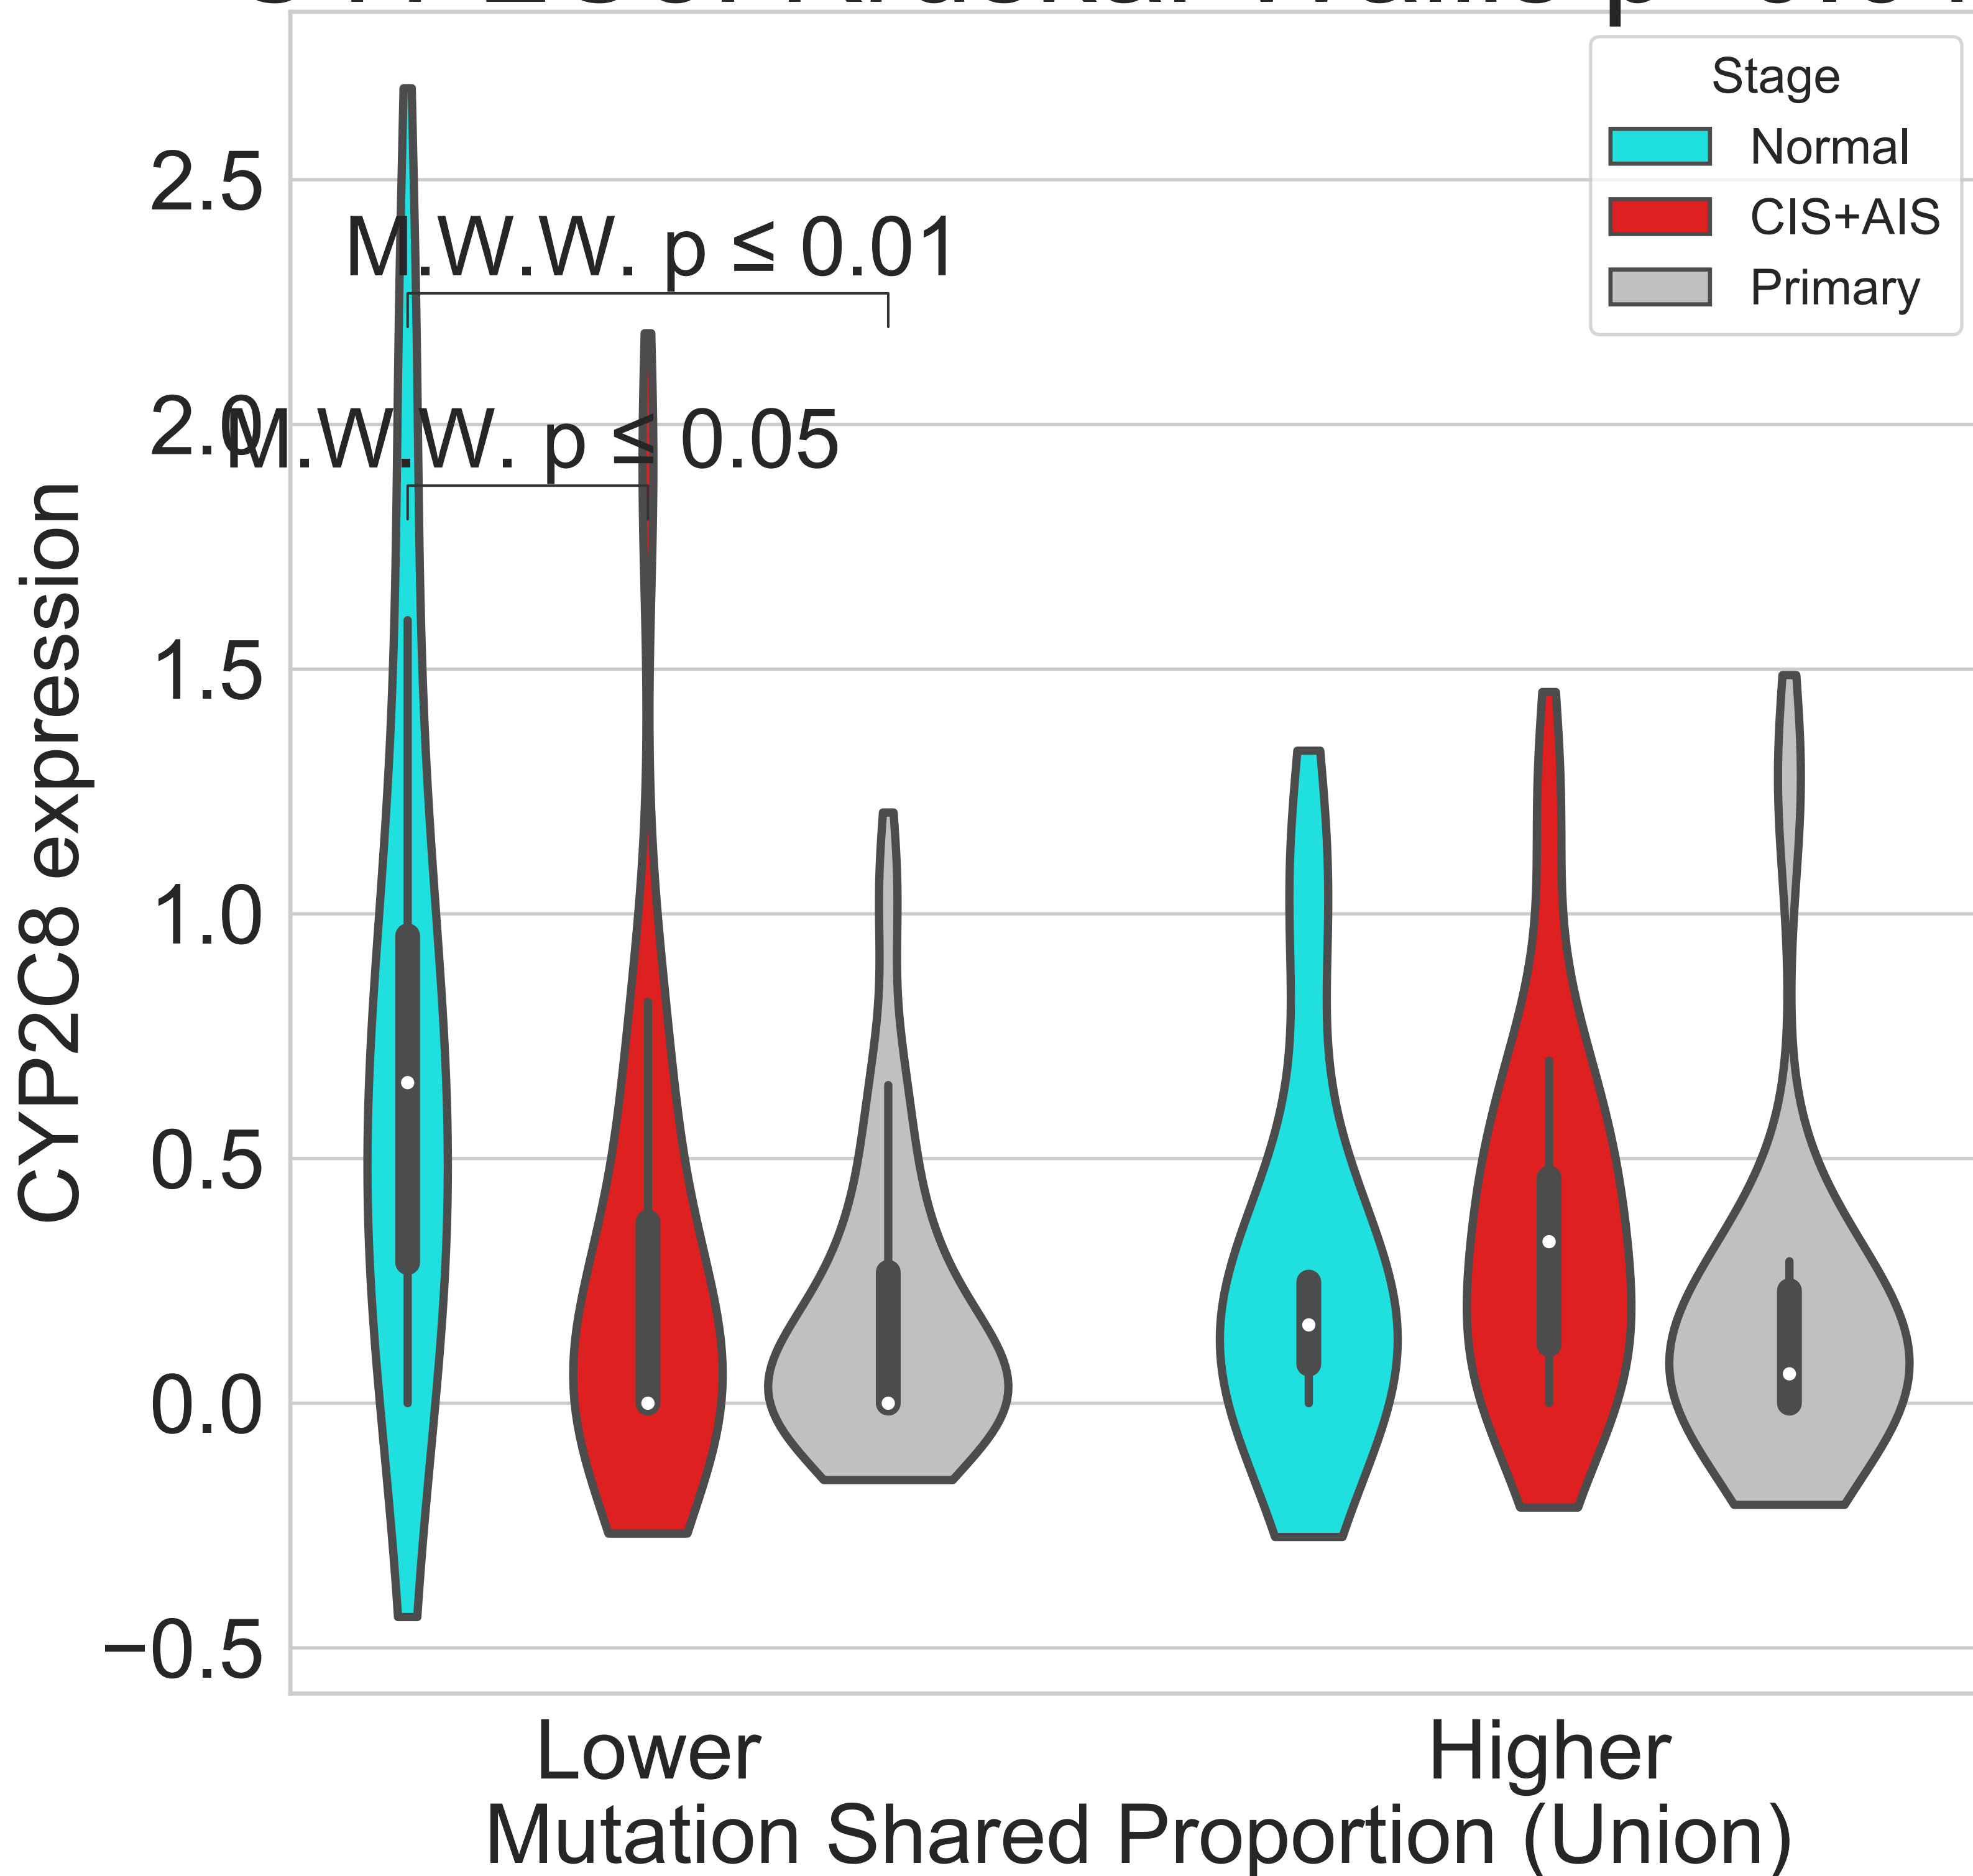 Stage
Normal
CIS+AIS
Primary
M.W.W. p ≤ 0.01
M.W.W. p ≤ 0.05
2.5
2.0
1.5
1.0
0.5
0.0
−0.5
CYP2C8 expression
Lower
Higher
Mutation Shared Proportion (Union)